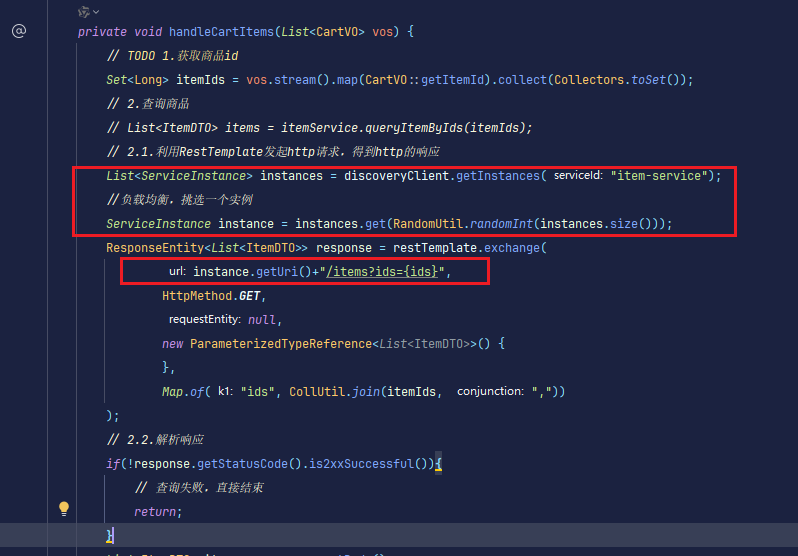 @
private void handleCartItems(List<CartVO> vos) {
// TODO 1.获取商品id
Set<Long> itemIds = vos.stream().map(CartVO::getItemId).collect(Collectors.toSet());
// 2.查询商品
// List<ItemDTO> items = itemService.queryItemByIds(itemIds);
// 2.1.利用RestTemplate发起http请求，得到http的响应
List<ServiceInstance> instances = discoveryClient.getInstances( serviceId: "item-service");
//负载均衡，挑选一个实例
ServiceInstance instance = instances.get(RandomUtil.randomInt(instances.size()));
ResponseEntity<List<ItemDTO>> response = restTemplate.exchange(
url: instance.getUri()+"/items?ids={ids}",
HttpMethod.GET,
requestEntity: null,
new ParameterizedTypeReference<List<ItemDTO>>() {
},
Map.of( k1: "ids", CollUtil.join(itemIds, conjunction: ","))
);
// 2.2.解析响应
if(!response.getStatusCode().is2xxSuccessful()){
// 查询失败，直接结束
return;
}